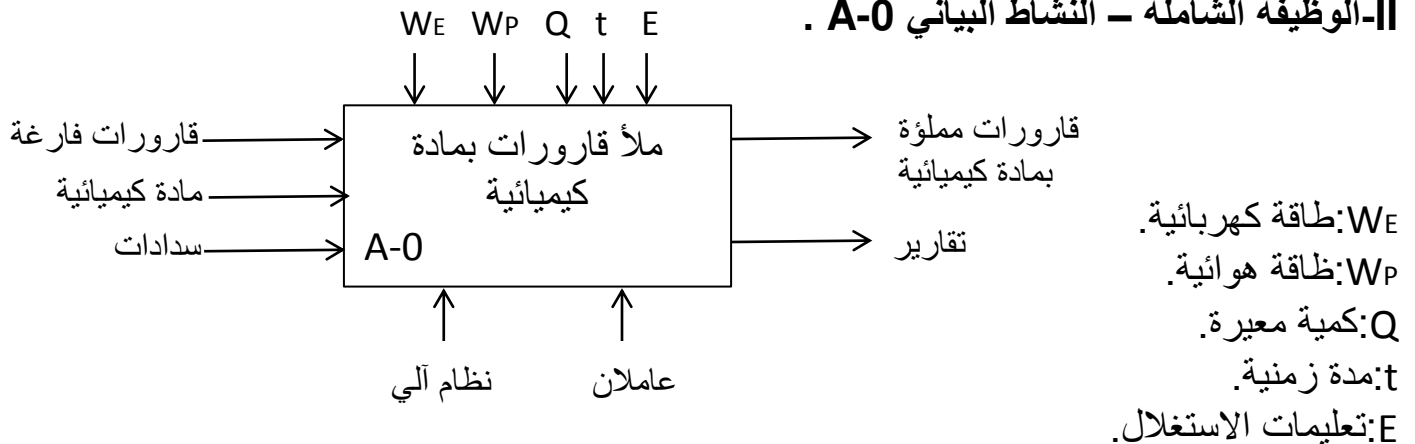 II-الوظيفة الشاملة – النشاط البياني A-0 .
WE WP Q t E
قارورات فارغة
مادة كيميائية
سدادات
ملأ قارورات بمادة
كيميائية
A-0
قارورات مملؤة
بمادة كيميائية
تقارير
نظام آلي
عاملان
WE:طاقة كهربائية.
WP:ظاقة هوائية.
Q:كمية معيرة.
t:مدة زمنية.
E:تعليمات الاستغلال.